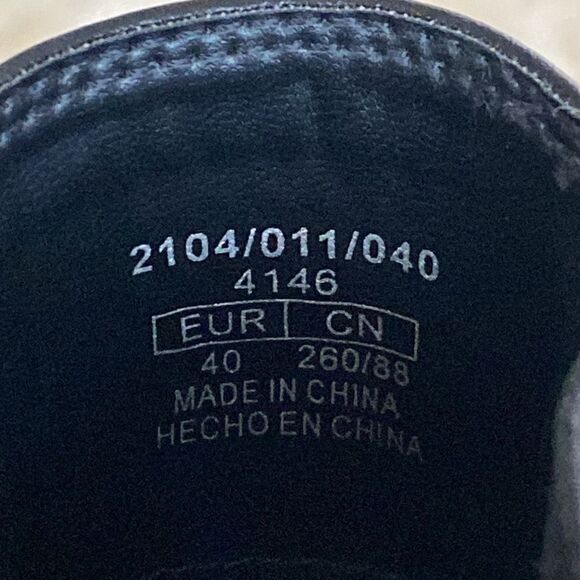 2104/011/040
4146
EUR CN
40 260/88
MADE IN CHINA
HECHO EN CHINA